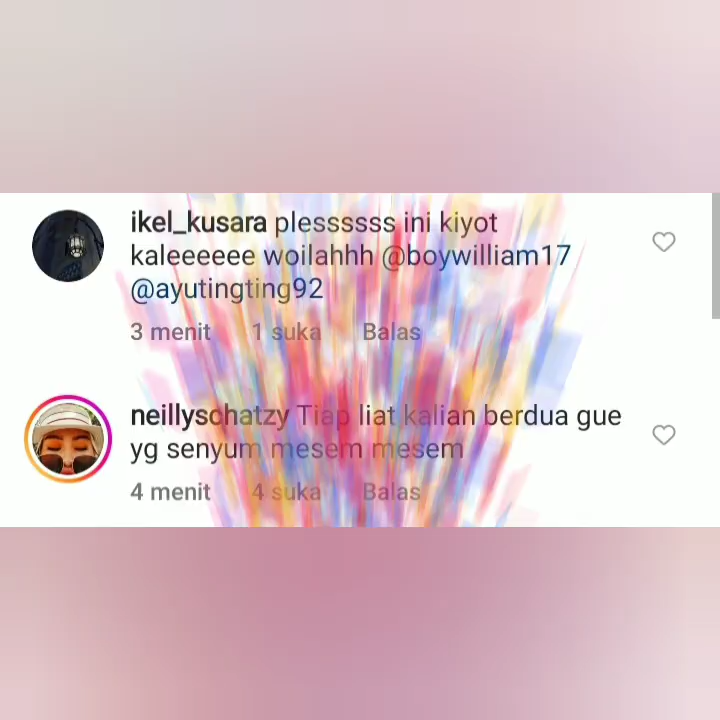 ikel_kusara plessssss ini kiyot
kaleeeeee woilahhh @boywilliam17
@ayutingting92
3 menit 1 suka Balas
neillyschatzy Tiap liat kalian berdua gue
yg senyum mesem mesem
4 menit 4 suka Balas